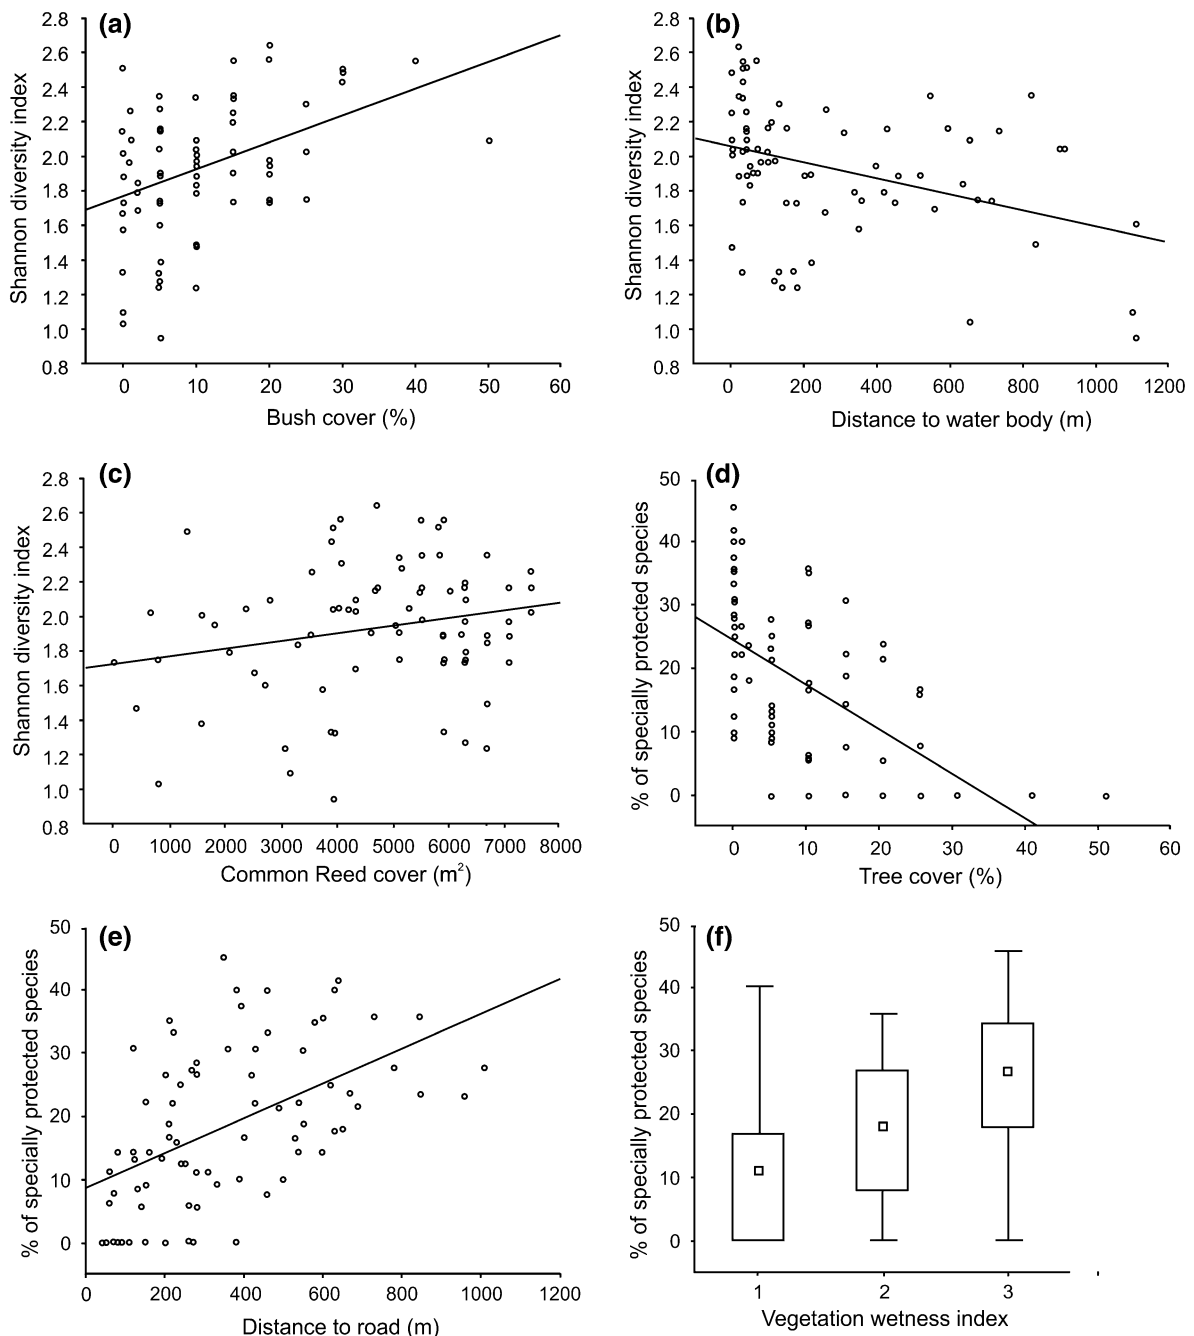 (a)
Shannon diversity index
2.8
2.6
2.4
2.2
2.0
1.8
1.6
1.4
1.2
1.0
0.8
0 10 20 30 40 50 60
Bush cover (%)
(b)
Shannon diversity index
2.8
2.6
2.4
2.2
2.0
1.8
1.6
1.4
1.2
1.0
0.8
0 200 400 600 800 1000 1200
Distance to water body (m)
(c)
Shannon diversity index
2.8
2.6
2.4
2.2
2.0
1.8
1.6
1.4
1.2
1.0
0.8
0 1000 2000 3000 4000 5000 6000 7000 8000
Common Reed cover (m²)
(d)
% of specially protected species
50
40
30
20
10
0
0 10 20 30 40 50 60
Tree cover (%)
(e)
% of specially protected species
50
40
30
20
10
0
0 200 400 600 800 1000 1200
Distance to road (m)
(f)
% of specially protected species
50
40
30
20
10
0
1 2 3
Vegetation wetness index